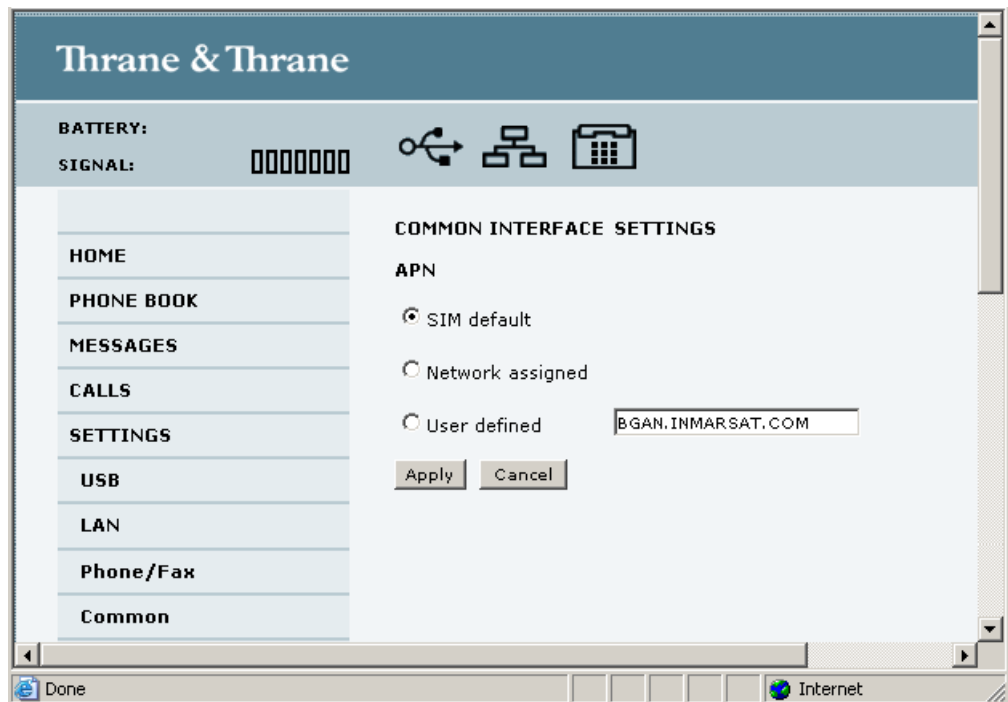 Thrane & Thrane
BATTERY:
SIGNAL:
HOME
PHONE BOOK
MESSAGES
CALLS
SETTINGS
USB
LAN
Phone/Fax
Common
COMMON INTERFACE SETTINGS
APN
SIM default
Network assigned
User defined BGAN.INMARSAT.COM
Apply Cancel
Done Internet